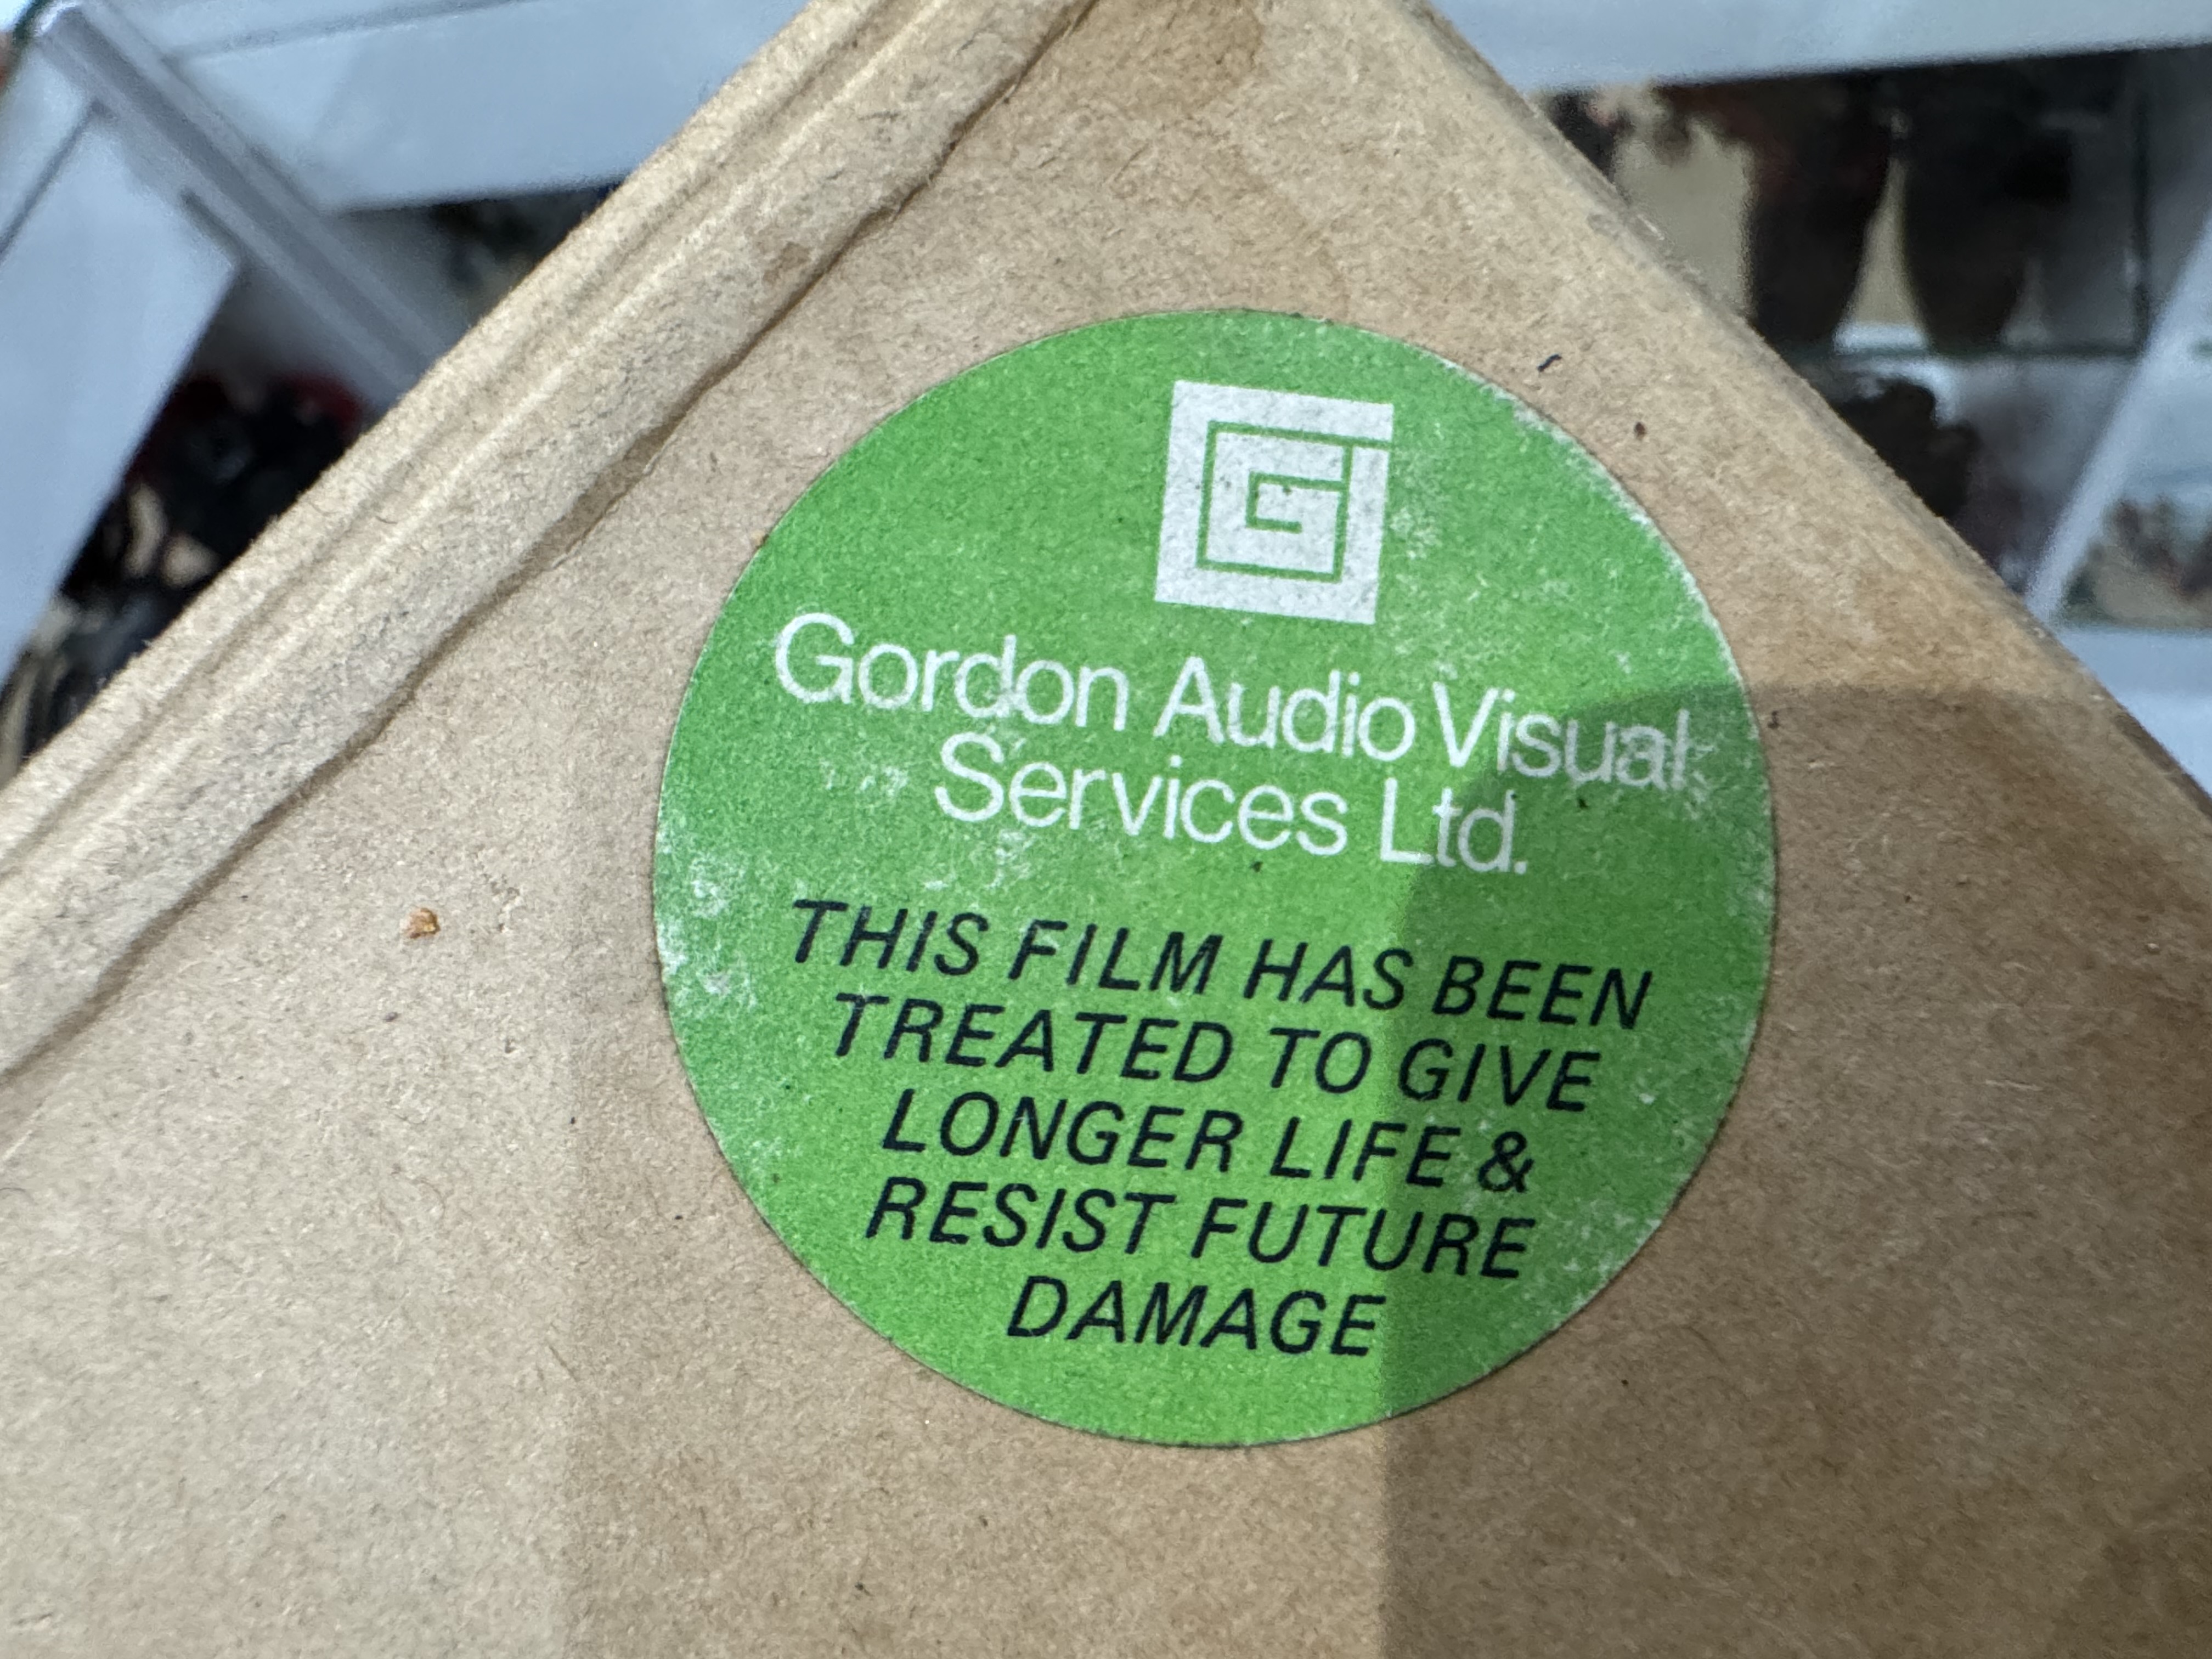 Gordon Audio Visual
Services Ltd.
THIS FILM HAS BEEN
TREATED TO GIVE
LONGER LIFE &
RESIST FUTURE
DAMAGE